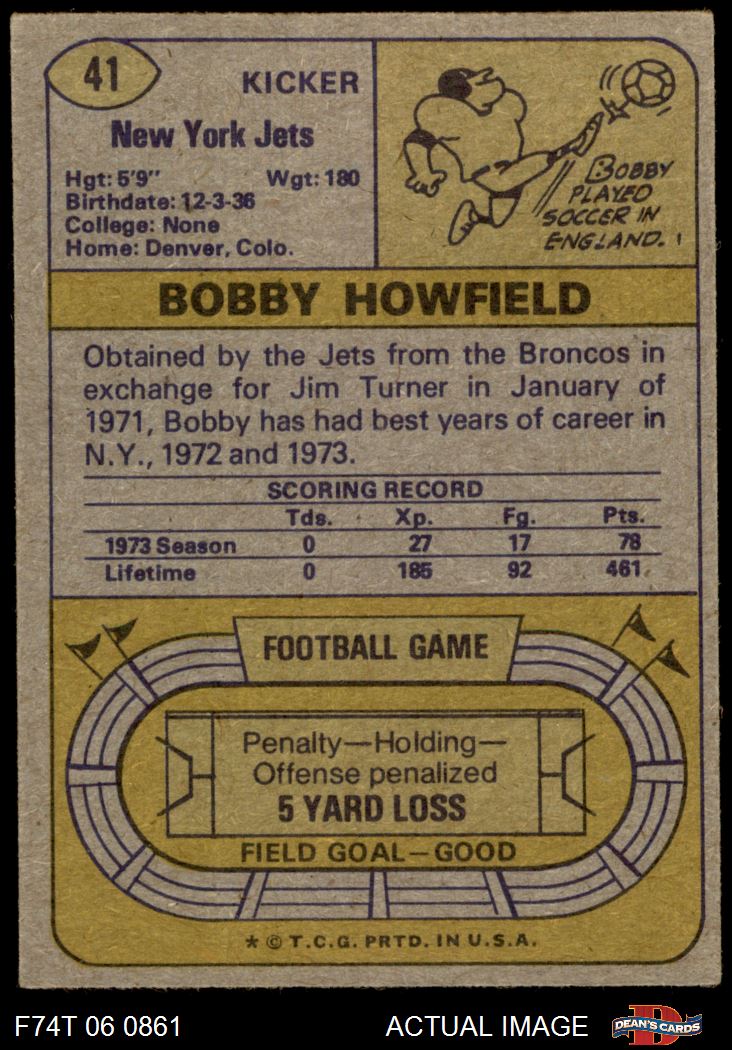 41
KICKER
New York Jets
Hgt: 5'9" Wgt: 180
Birthdate: 12-3-36
College: None
Home: Denver, Colo.
BOBBY
PLAYED
SOCCER IN
ENGLAND.
BOBBY HOWFIELD
Obtained by the Jets from the Broncos in
exchange for Jim Turner in January of
1971, Bobby has had best years of career in
N.Y., 1972 and 1973.
SCORING RECORD
Tds. Xp. Fg. Pts.
1973 Season 0 27 17 78
Lifetime 0 185 92 461
FOOTBALL GAME
Penalty—Holding—
Offense penalized
5 YARD LOSS
FIELD GOAL—GOOD
* © T.C.G. PRTD. IN U.S.A.
F74T 06 0861 ACTUAL IMAGE
D
DEAN'S CARDS